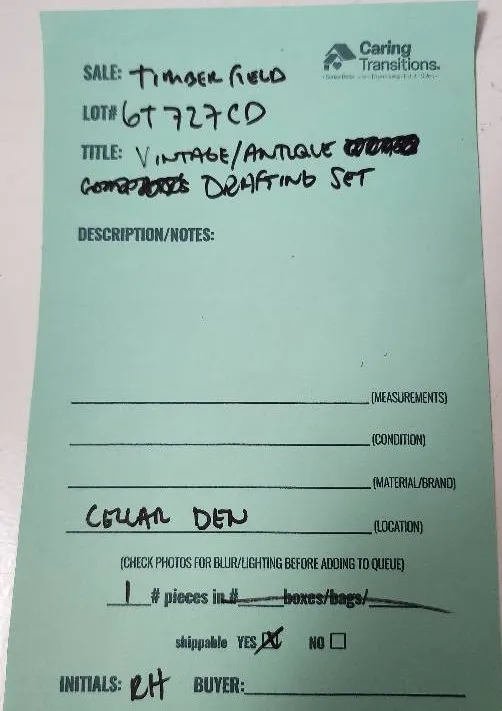 Caring
Transitions.
SALE: TIMBERFIELD
LOT# 6T727CD
TITLE: VINTAGE/ANTIQUE
DRAFTING SET
DESCRIPTION/NOTES:
(MEASUREMENTS)
(CONDITION)
(MATERIAL/BRAND)
CELLAR DEN (LOCATION)
(CHECK PHOTOS FOR BLUR/LIGHTING BEFORE ADDING TO QUEUE)
1 # pieces in # boxes/bags/
shippable YES NO
INITIALS: RH BUYER: